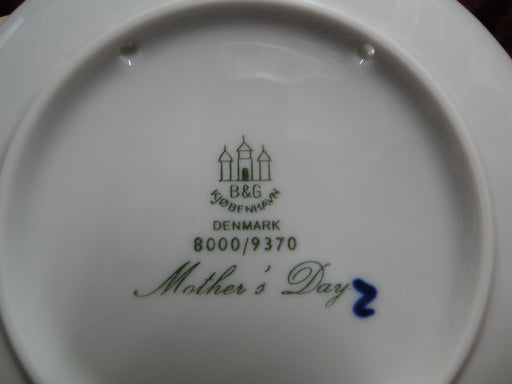 B&G
KJØBENHAVN
DENMARK
8000/9370
Mother's Day